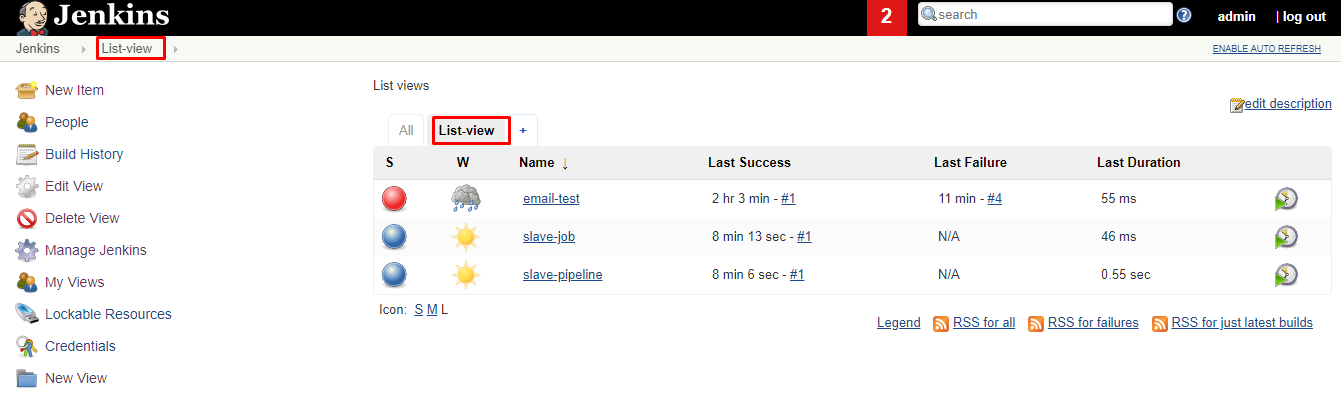 Jenkins 2 search ? admin | log out
Jenkins List-view ENABLE AUTO REFRESH
New Item
People
Build History
Edit View
Delete View
Manage Jenkins
My Views
Lockable Resources
Credentials
New View
List views
edit description
All List-view +
S W Name ↓ Last Success Last Failure Last Duration
email-test 2 hr 3 min - #1 11 min - #4 55 ms
slave-job 8 min 13 sec - #1 N/A 46 ms
slave-pipeline 8 min 6 sec - #1 N/A 0.55 sec
Icon: S M L
Legend RSS for all RSS for failures RSS for just latest builds